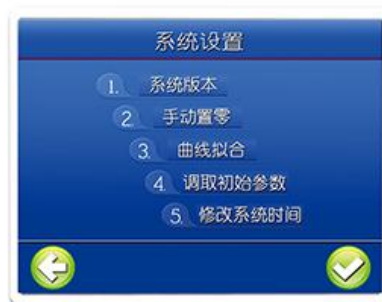 系统设置
1. 系统版本
2. 手动置零
3. 曲线拟合
4. 调取初始参数
5. 修改系统时间